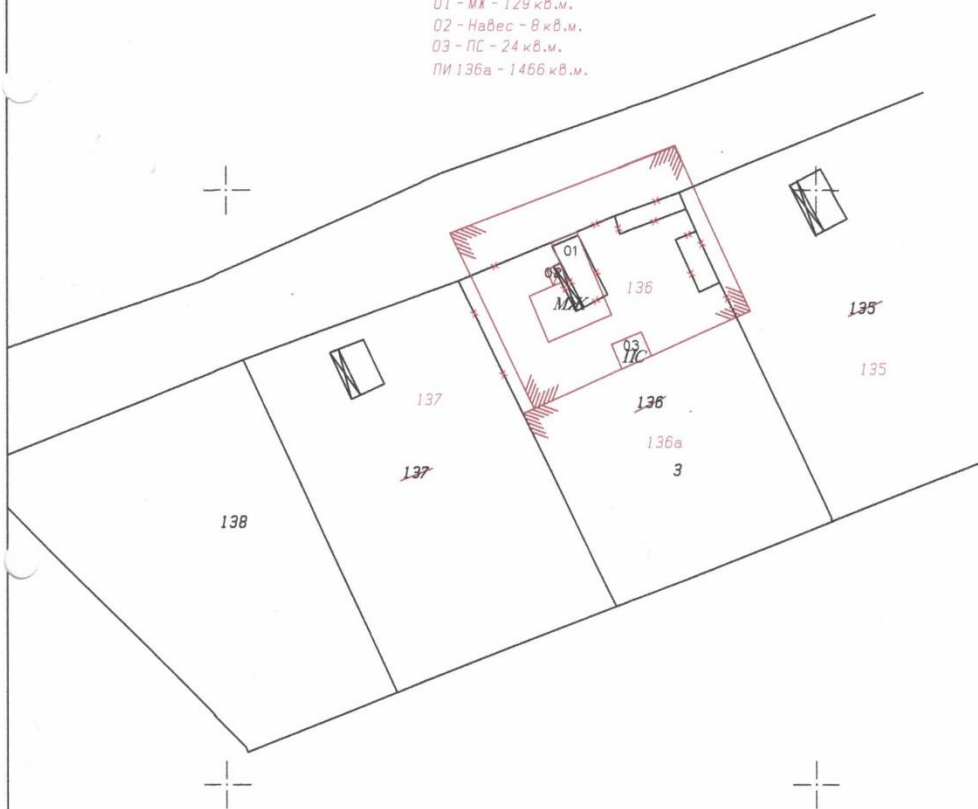 01 - МЖ - 129 кв.м.
02 - Навес - 8 кв.м.
03 - ПС - 24 кв.м.
ПИ 136а - 1466 кв.м.
01
02
МЖ
136
135
03
ПС
135
137
136
136а
137
3
138